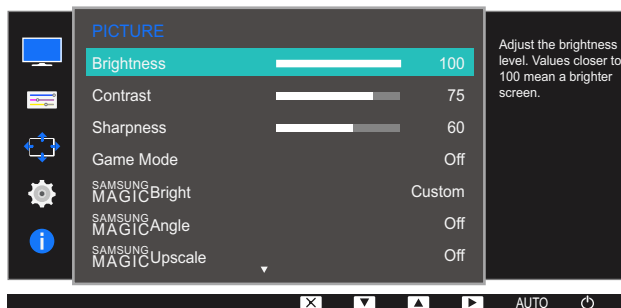 PICTURE
Brightness 100
Contrast 75
Sharpness 60
Game Mode Off
SAMSUNG MAGIC Bright Custom
SAMSUNG MAGIC Angle Off
SAMSUNG MAGIC Upscale Off
Adjust the brightness
level. Values closer to
100 mean a brighter
screen.
i
AUTO